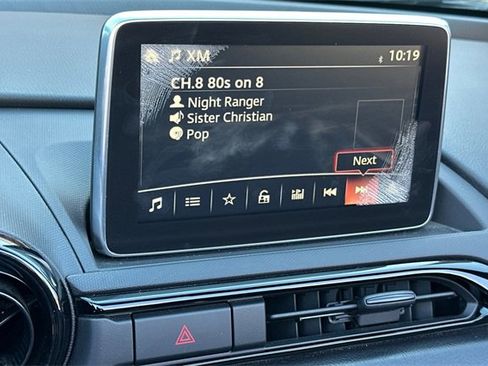 XM
10:19
CH.8 80s on 8
Night Ranger
Sister Christian
Pop
Next